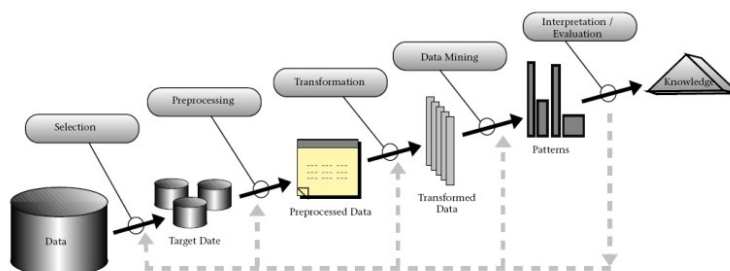 Interpretation /
Evaluation
Data Mining
Transformation
Preprocessing
Selection
Knowledge
Patterns
Transformed
Data
Preprocessed Data
Target Date
Data